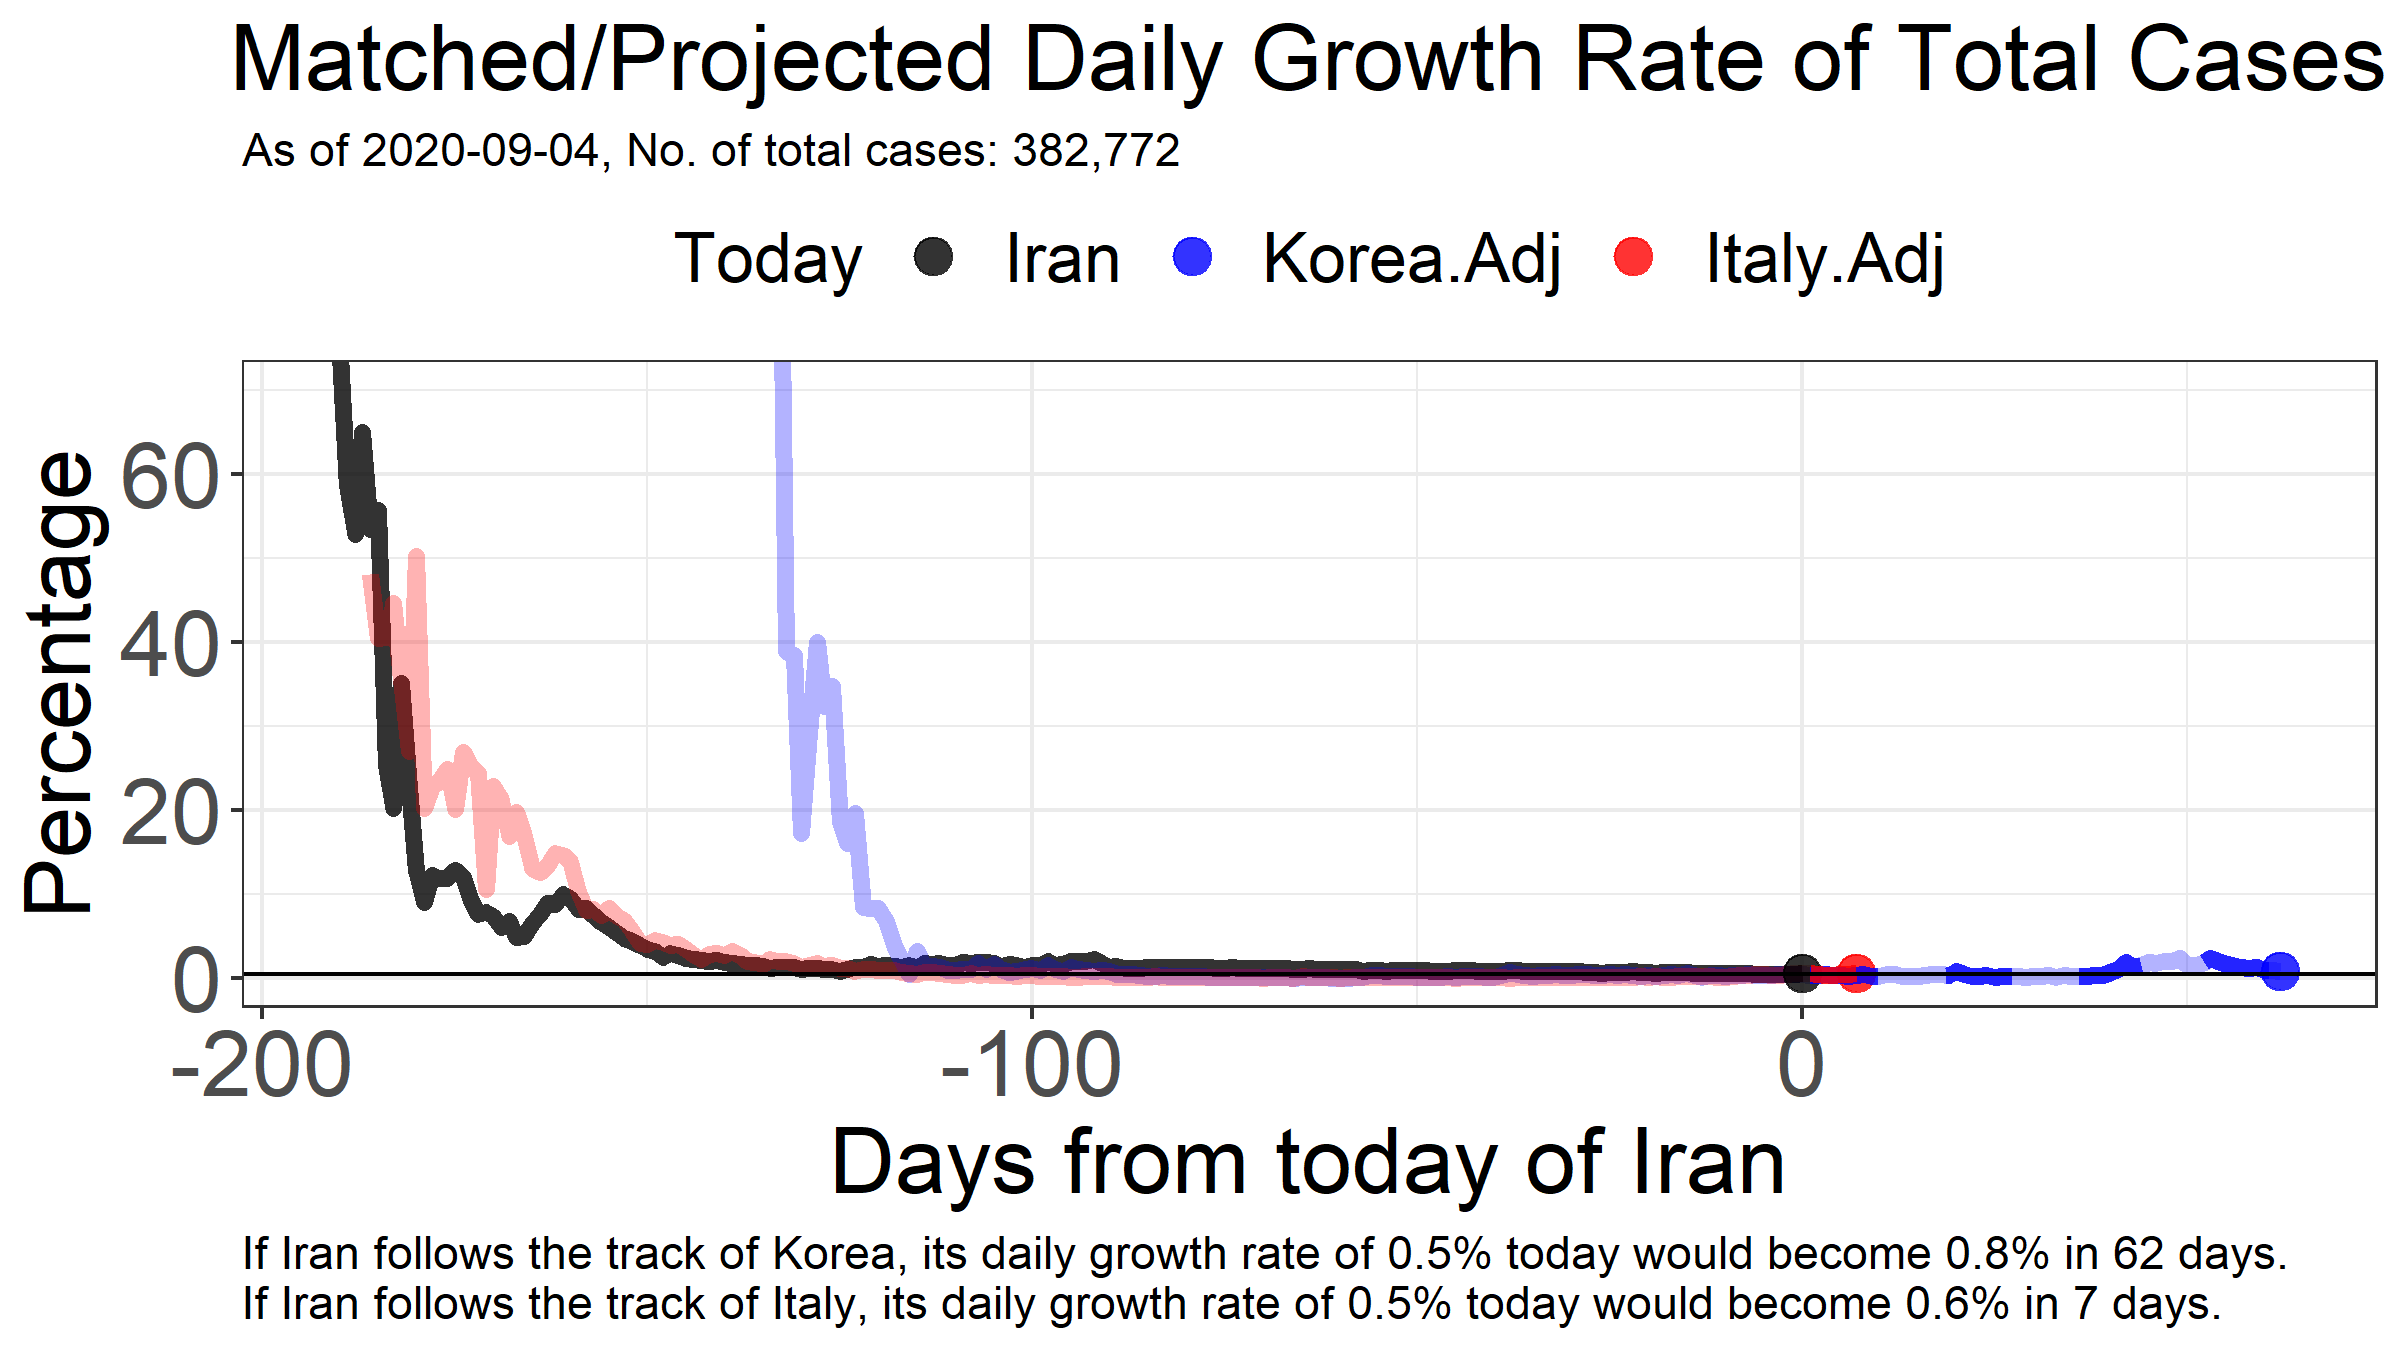 Matched/Projected Daily Growth Rate of Total Cases
As of 2020-09-04, No. of total cases: 382,772
Today Iran Korea.Adj Italy.Adj
Percentage
60
40
20
0
-200 -100 0
Days from today of Iran
If Iran follows the track of Korea, its daily growth rate of 0.5% today would become 0.8% in 62 days.
If Iran follows the track of Italy, its daily growth rate of 0.5% today would become 0.6% in 7 days.